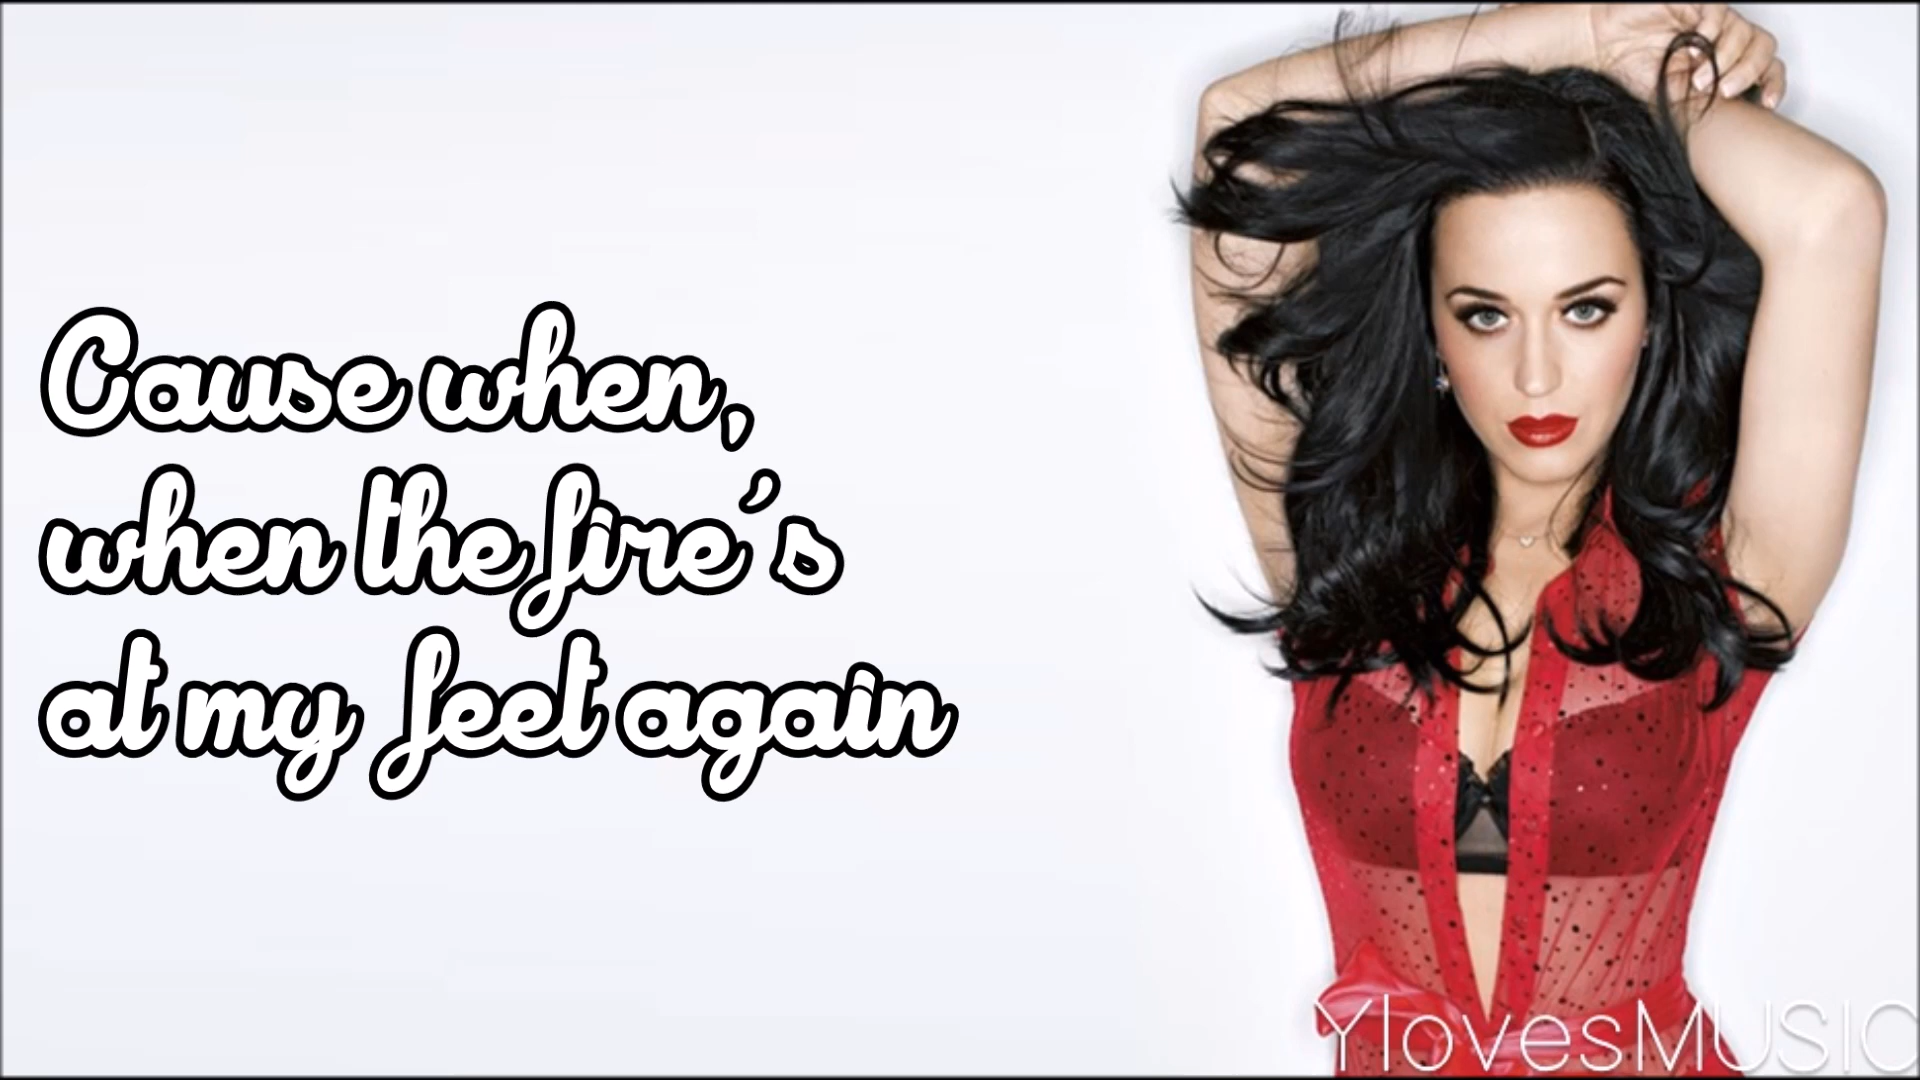 Cause when,
when the fire's
at my feet again
YlovesMUSIC